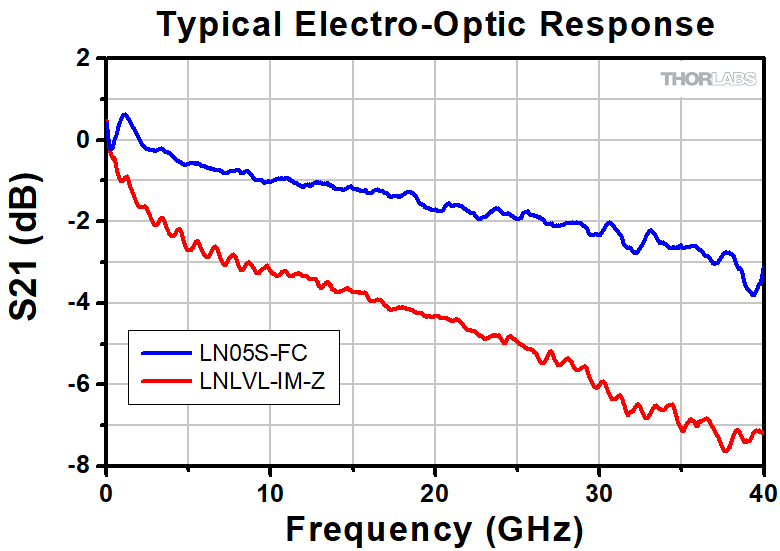 Typical Electro-Optic Response
THORLABS
2
0
-2
-4
-6
-8
S21 (dB)
LN05S-FC
LNLVL-IM-Z
0 10 20 30 40
Frequency (GHz)